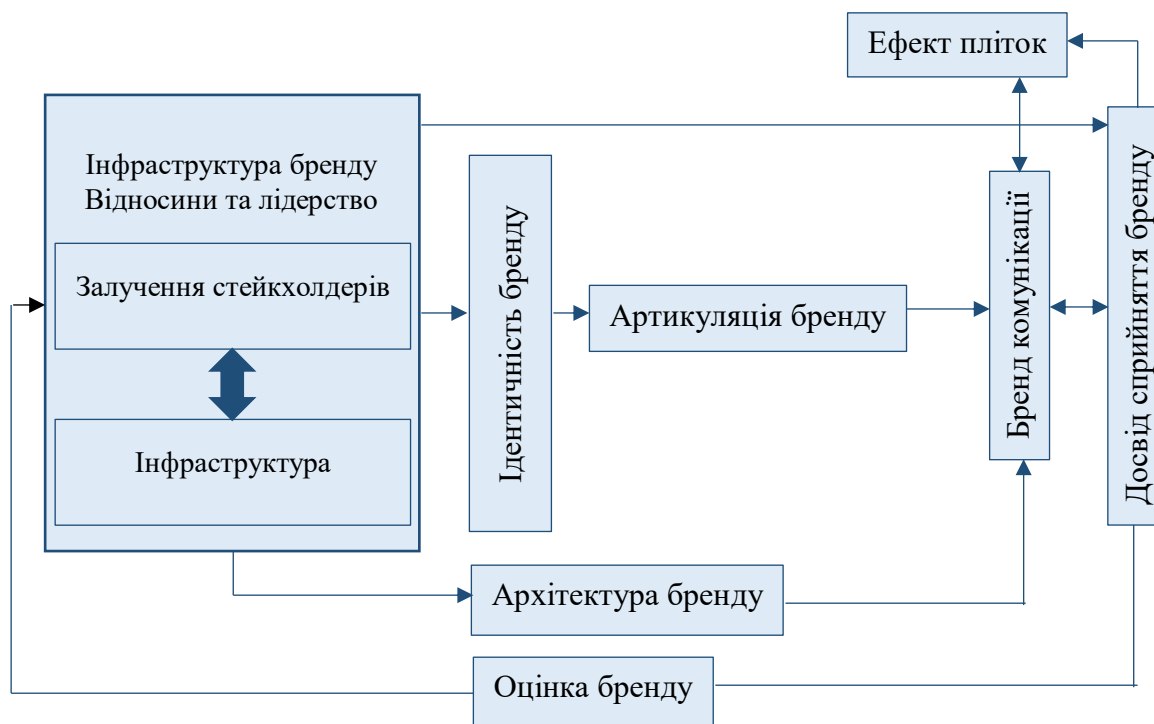 Ефект пліток
Інфраструктура бренду
Відносини та лідерство
Залучення стейкхолдерів
Інфраструктура
Ідентичність бренду
Артикуляція бренду
Бренд комунікації
Досвід сприйняття бренду
Архітектура бренду
Оцінка бренду